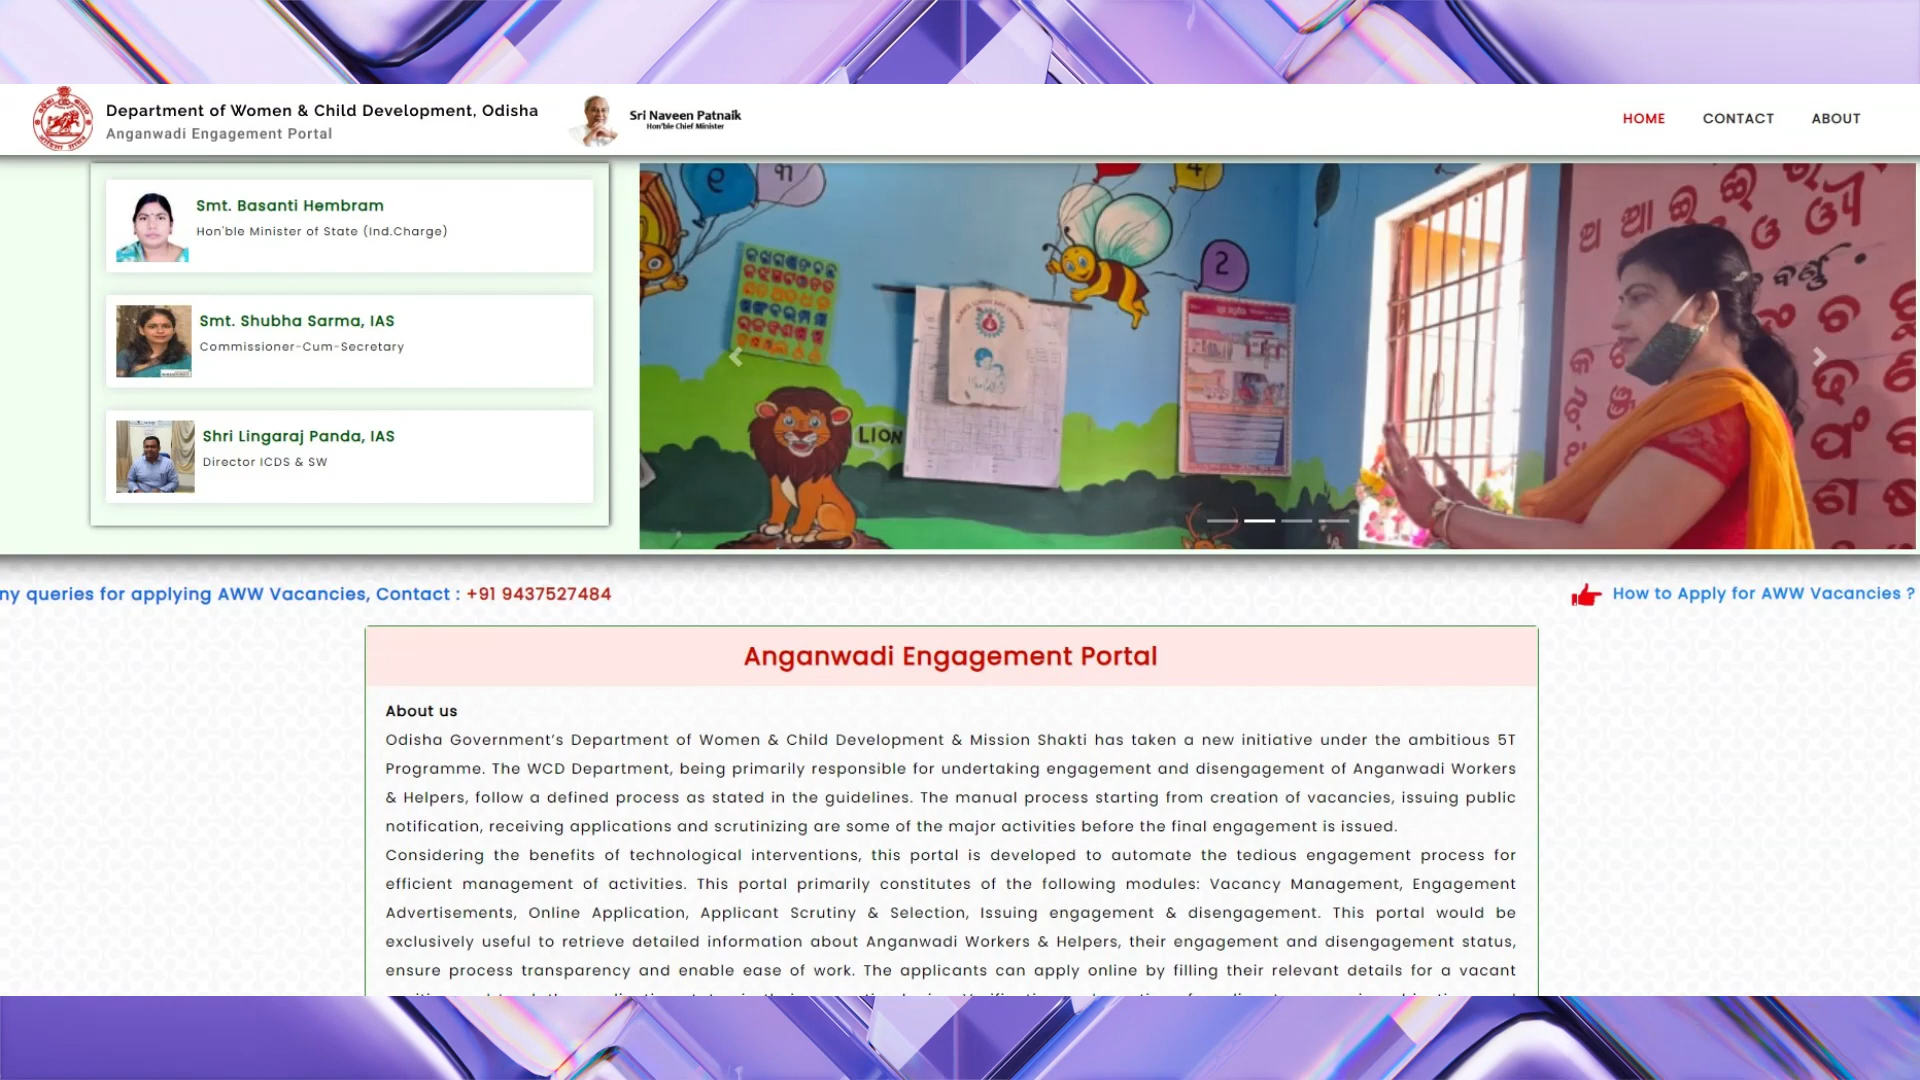 Department of Women & Child Development, Odisha
Anganwadi Engagement Portal
Sri Naveen Patnaik
Hon'ble Chief Minister
HOME
CONTACT
ABOUT
Smt. Basanti Hembram
Hon'ble Minister of State (Ind.Charge)
Smt. Shubha Sarma, IAS
Commissioner-Cum-Secretary
Shri Lingaraj Panda, IAS
Director ICDS & SW
୧
୩
4
2
LION
ଅ ଆ ଇ ଈ
ଓ ଔ
ny queries for applying AWW Vacancies, Contact : +91 9437527484
How to Apply for AWW Vacancies ?
Anganwadi Engagement Portal
About us
Odisha Government's Department of Women & Child Development & Mission Shakti has taken a new initiative under the ambitious 5T
Programme. The WCD Department, being primarily responsible for undertaking engagement and disengagement of Anganwadi Workers
& Helpers, follow a defined process as stated in the guidelines. The manual process starting from creation of vacancies, issuing public
notification, receiving applications and scrutinizing are some of the major activities before the final engagement is issued.
Considering the benefits of technological interventions, this portal is developed to automate the tedious engagement process for
efficient management of activities. This portal primarily constitutes of the following modules: Vacancy Management, Engagement
Advertisements, Online Application, Applicant Scrutiny & Selection, Issuing engagement & disengagement. This portal would be
exclusively useful to retrieve detailed information about Anganwadi Workers & Helpers, their engagement and disengagement status,
ensure process transparency and enable ease of work. The applicants can apply online by filling their relevant details for a vacant